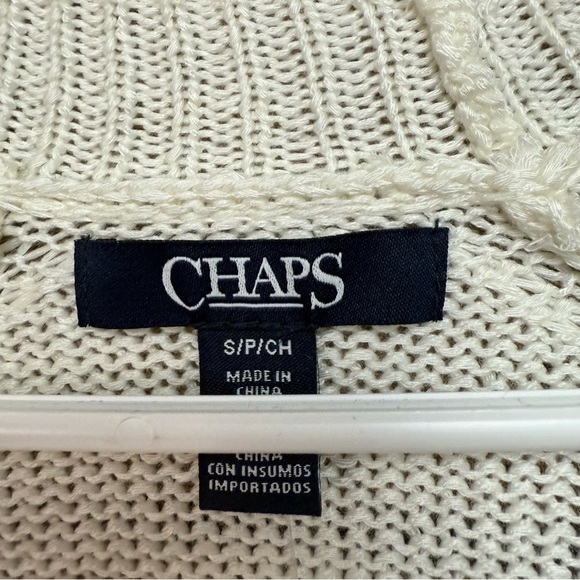 CHAPS
S/P/CH
MADE IN
CHINA
CHINA
CON INSUMOS
IMPORTADOS